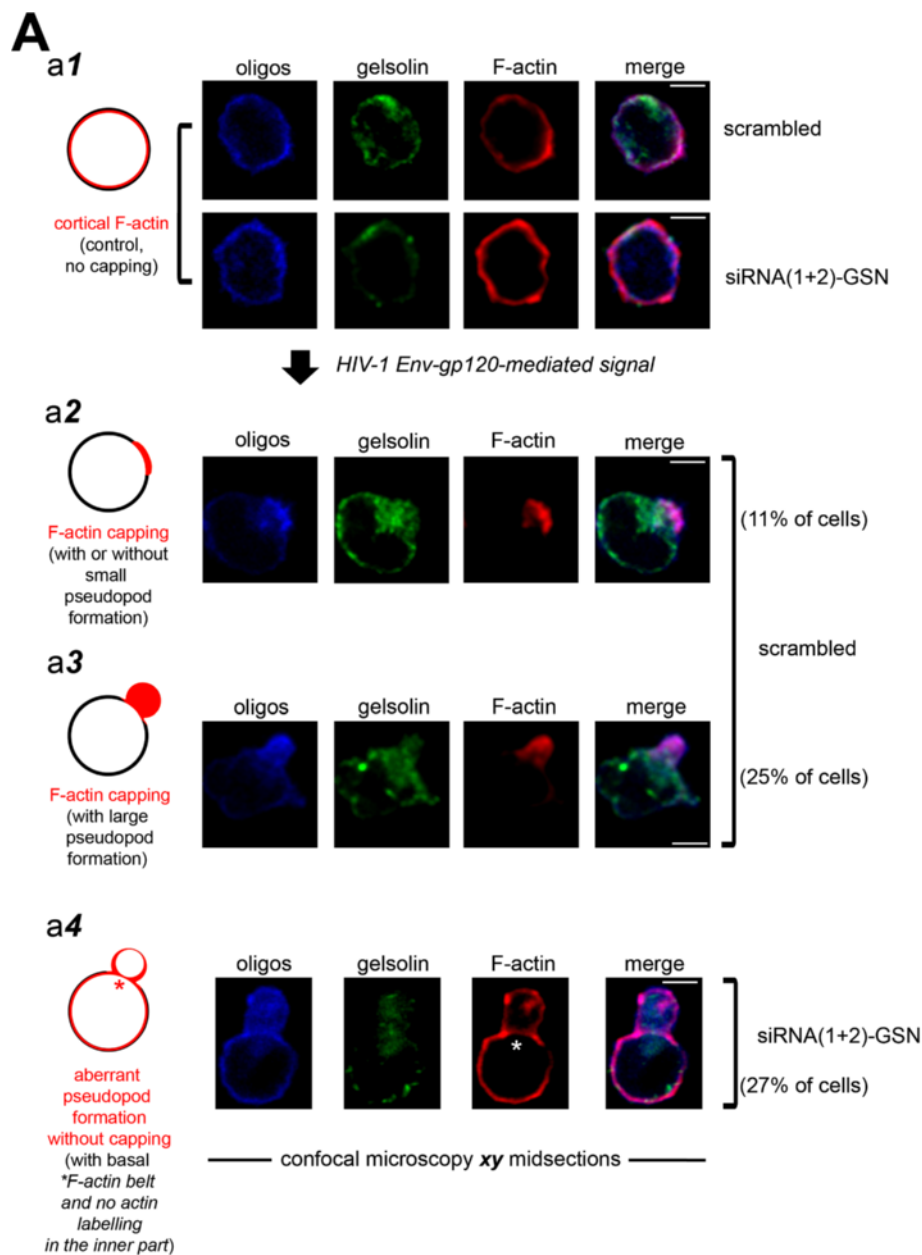 A
a1
oligos gelsolin F-actin merge
scrambled
cortical F-actin
(control,
no capping)
siRNA(1+2)-GSN
HIV-1 Env-gp120-mediated signal
a2
oligos gelsolin F-actin merge
F-actin capping
(with or without
small
pseudopod
formation)
(11% of cells)
scrambled
a3
oligos gelsolin F-actin merge
F-actin capping
(with large
pseudopod
formation)
(25% of cells)
a4
oligos gelsolin F-actin merge
*
*
aberrant
pseudopod
formation
without capping
(with basal
*F-actin belt
and no actin
labelling
in the inner part)
siRNA(1+2)-GSN
(27% of cells)
confocal microscopy xy midsections